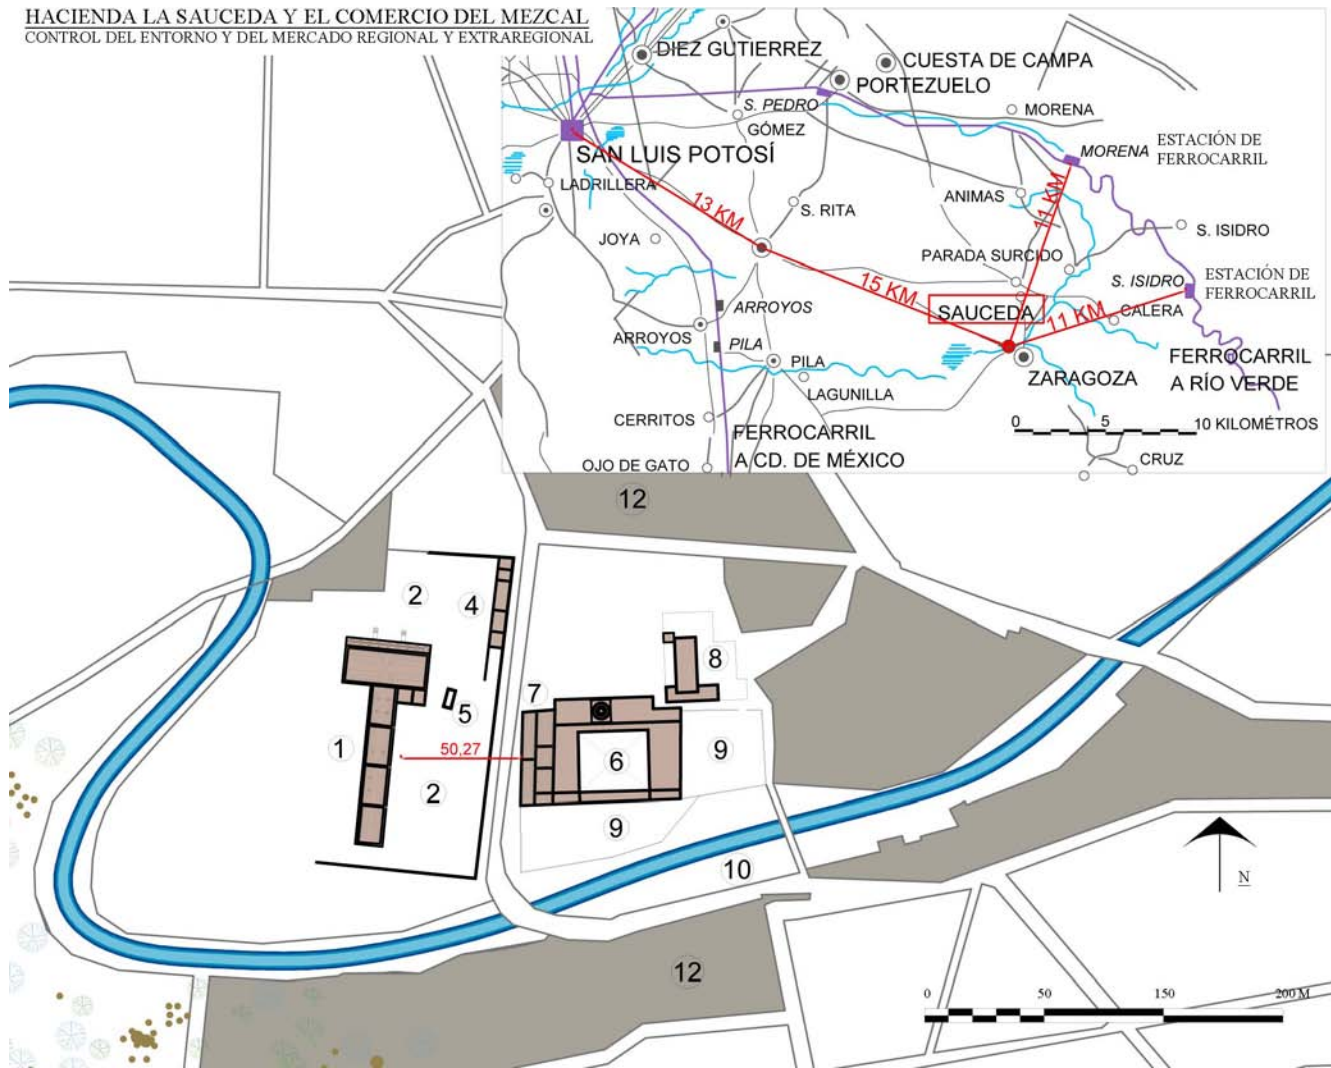 HACIENDA LA SAUCEDA Y EL COMERCIO DEL MEZCAL
CONTROL DEL ENTORNO Y DEL MERCADO REGIONAL Y EXTRAREGIONAL
DIEZ GUTIERREZ
CUESTA DE CAMPA
PORTEZUELO
S. PEDRO
GÓMEZ
MORENA
SAN LUIS POTOSÍ
MORENA
ESTACIÓN DE
FERROCARRIL
LADRILLERA
13 KM
S. RITA
ANIMAS
11 KM
S. ISIDRO
JOYA
PARADA SURCIDO
S. ISIDRO
ESTACIÓN DE
FERROCARRIL
15 KM
ARROYOS
SAUCEDA
11 KM
CALERA
ARROYOS
PILA
PILA
LAGUNILLA
ZARAGOZA
FERROCARRIL
A RÍO VERDE
CERRITOS
FERROCARRIL
A CD. DE MÉXICO
0 5 10 KILOMÉTROS
OJO DE GATO
CRUZ
12
2
4
8
7
5
1
50,27
6
9
2
9
10
N
12
0 50 150 200 M